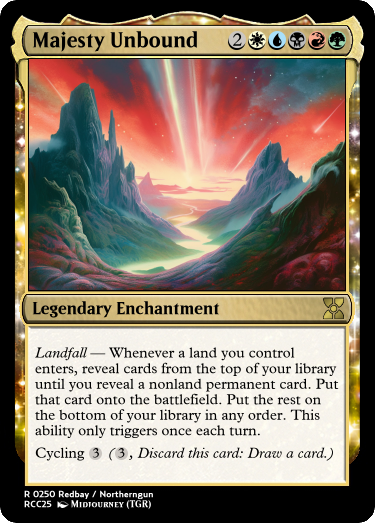 Majesty Unbound 2
Legendary Enchantment
Landfall — Whenever a land you control
enters, reveal cards from the top of your library
until you reveal a nonland permanent card. Put
that card onto the battlefield. Put the rest on
the bottom of your library in any order. This
ability only triggers once each turn.
Cycling 3 (3, Discard this card: Draw a card.)
R 0250 Redbay / Northerngun
RCC25 Midjourney (TGR)